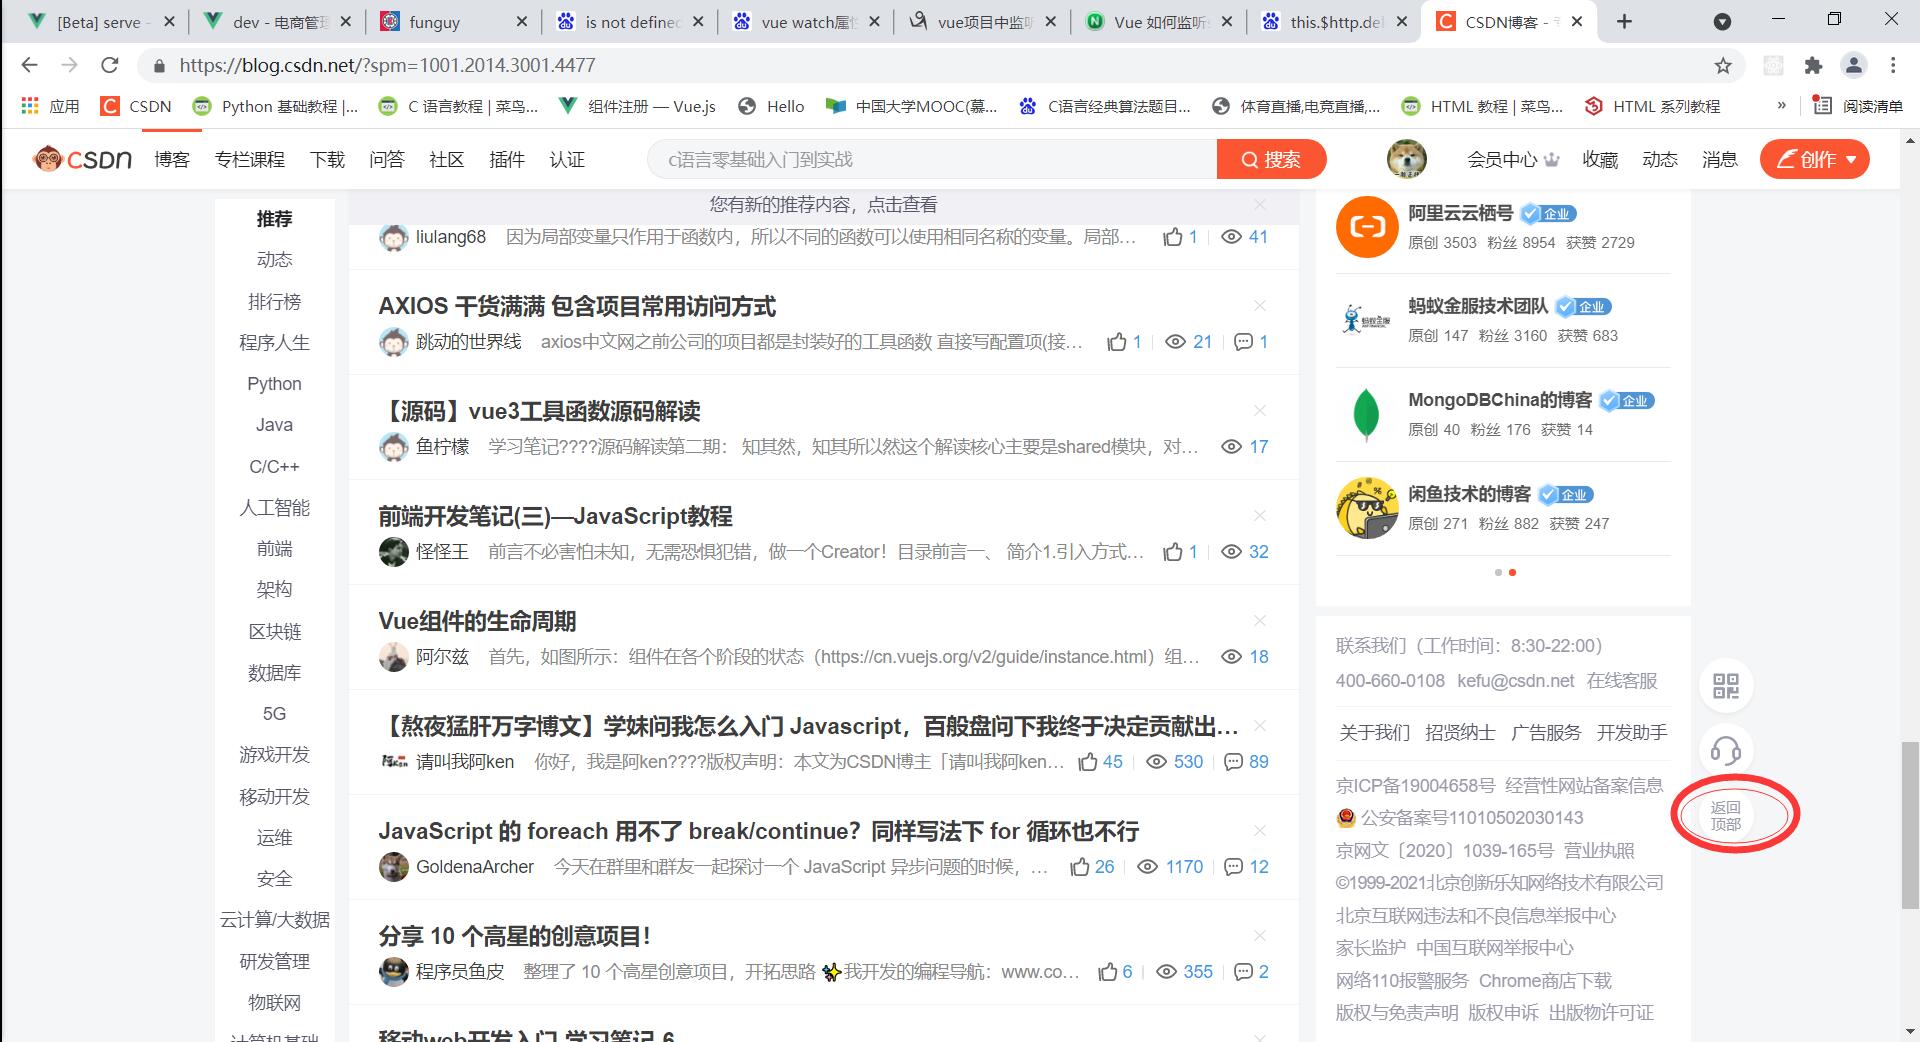 [Beta] serve -
dev - 电商管理
funguy
is not defined
vue watch属性
vue项目中监听
Vue 如何监听
this.$http.del
CSDN博客 -
https://blog.csdn.net/?spm=1001.2014.3001.4477
应用
CSDN
Python 基础教程 |...
C 语言教程 | 菜鸟...
组件注册 — Vue.js
Hello
中国大学MOOC(慕...
C语言经典算法题目...
体育直播,电竞直播,...
HTML 教程 | 菜鸟...
HTML 系列教程
»
阅读清单
CSDN
博客
专栏课程
下载
问答
社区
插件
认证
c语言零基础入门到实战
搜索
会员中心
收藏
动态
消息
创作
推荐
动态
排行榜
程序人生
Python
Java
C/C++
人工智能
前端
架构
区块链
数据库
5G
游戏开发
移动开发
运维
安全
云计算/大数据
研发管理
物联网
计算机基础
您有新的推荐内容，点击查看
liulang68 因为局部变量只作用于函数内，所以不同的函数可以使用相同名称的变量。局部... 1 41
AXIOS 干货满满 包含项目常用访问方式
跳动的世界线 axios中文网之前公司的项目都是封装好的工具函数 直接写配置项(接... 1 21 1
【源码】vue3工具函数源码解读
鱼柠檬 学习笔记????源码解读第二期： 知其然，知其所以然这个解读核心主要是shared模块，对... 17
前端开发笔记(三)—JavaScript教程
怪怪王 前言不必害怕未知，无需恐惧犯错，做一个Creator！目录前言一、 简介1.引入方式... 1 32
Vue组件的生命周期
阿尔兹 首先，如图所示：组件在各个阶段的状态（https://cn.vuejs.org/v2/guide/instance.html）组... 18
【熬夜猛肝万字博文】学妹问我怎么入门 Javascript，百般盘问下我终于决定贡献出...
请叫我阿ken 你好，我是阿ken????版权声明：本文为CSDN博主「请叫我阿ken... 45 530 89
JavaScript 的 foreach 用不了 break/continue？同样写法下 for 循环也不行
GoldenaArcher 今天在群里和群友一起探讨一个 JavaScript 异步问题的时候，... 26 1170 12
分享 10 个高星的创意项目！
程序员鱼皮 整理了 10 个高星创意项目，开拓思路 ✨我开发的编程导航：www.co... 6 355 2
移动web开发入门 学习笔记 6
阿里云云栖号 企业
原创 3503 粉丝 8954 获赞 2729
蚂蚁金服
蚂蚁金服技术团队 企业
原创 147 粉丝 3160 获赞 683
MongoDBChina的博客 企业
原创 40 粉丝 176 获赞 14
闲鱼技术的博客 企业
原创 271 粉丝 882 获赞 247
联系我们（工作时间：8:30-22:00）
400-660-0108 kefu@csdn.net 在线客服
关于我们 招贤纳士 广告服务 开发助手
京ICP备19004658号 经营性网站备案信息
公安备案号11010502030143
京网文〔2020〕1039-165号 营业执照
©1999-2021北京创新乐知网络技术有限公司
北京互联网违法和不良信息举报中心
家长监护 中国互联网举报中心
网络110报警服务 Chrome商店下载
版权与免责声明 版权申诉 出版物许可证
返回
顶部